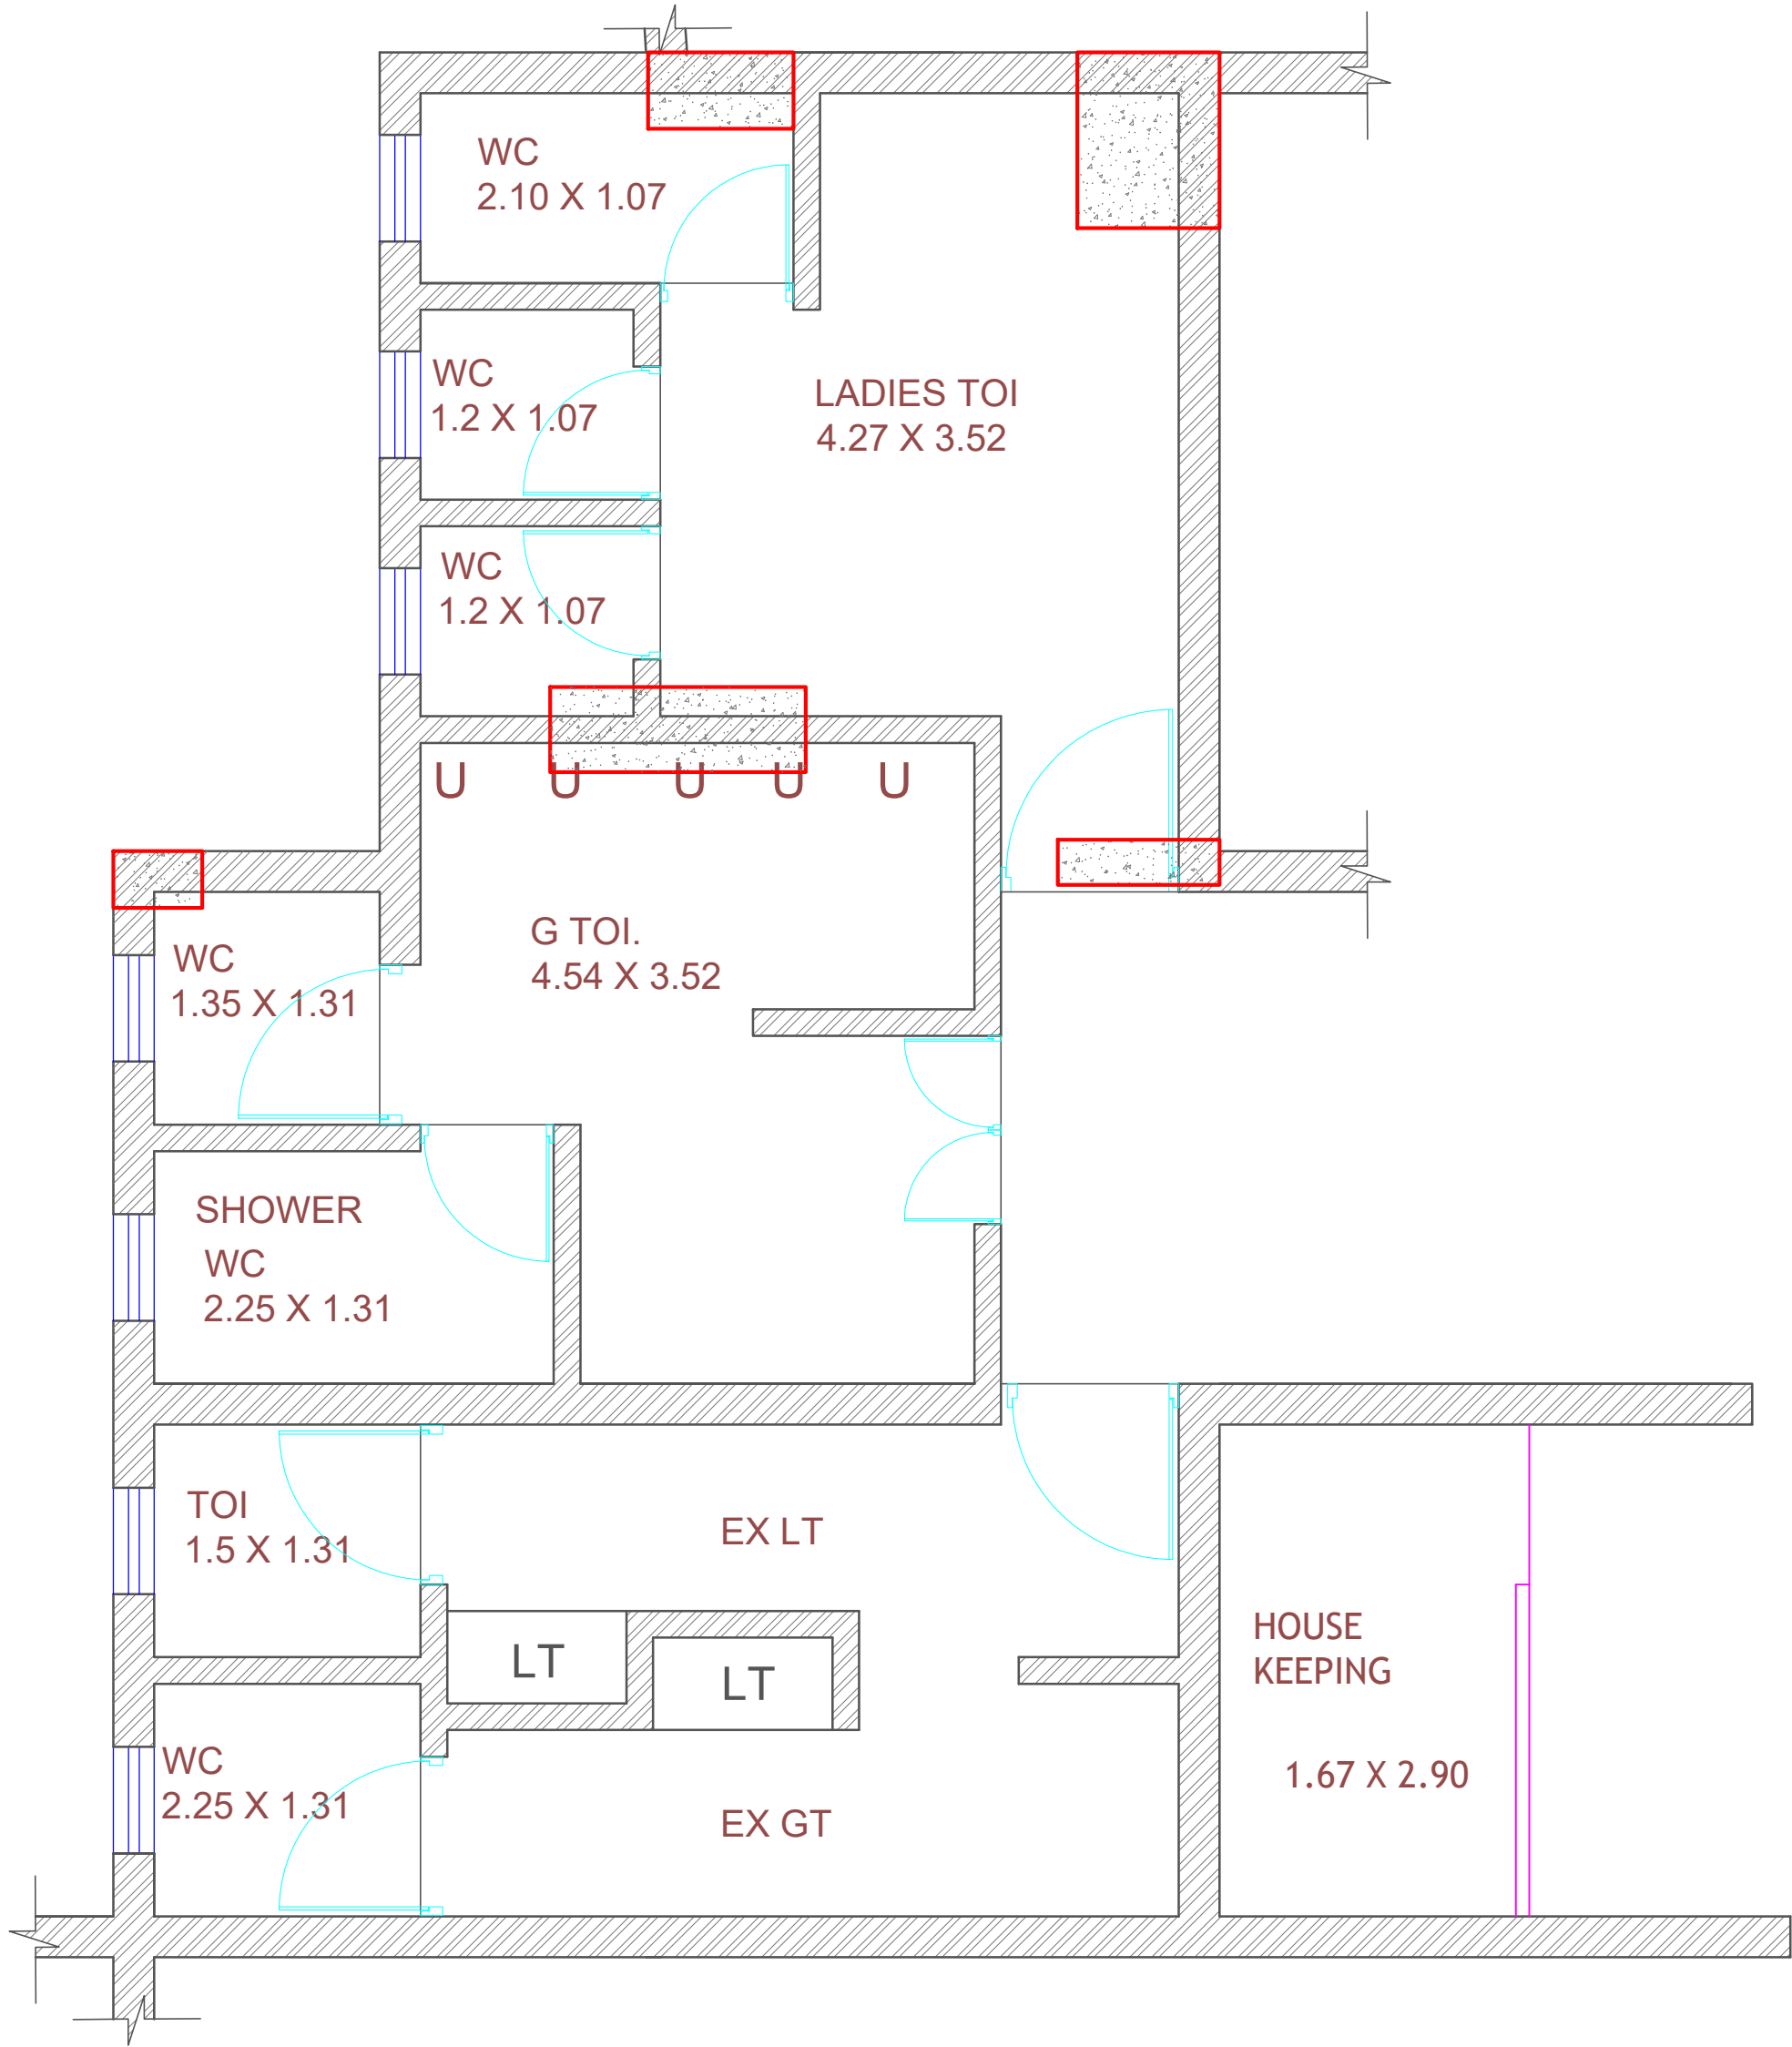 WC
2.10 X 1.07
WC
1.2 X 1.07
LADIES TOI
4.27 X 3.52
WC
1.2 X 1.07
U U U U U
G TOI.
4.54 X 3.52
WC
1.35 X 1.31
SHOWER
WC
2.25 X 1.31
TOI
1.5 X 1.31
EX LT
LT
LT
HOUSE
KEEPING
1.67 X 2.90
WC
2.25 X 1.31
EX GT